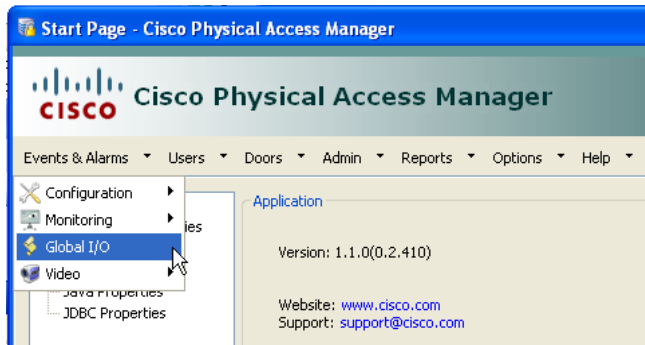 Start Page - Cisco Physical Access Manager
CISCO Cisco Physical Access Manager
Events & Alarms Users Doors Admin Reports Options Help
Configuration
Monitoring
Global I/O
Video
Java Properties
JDBC Properties
Application
Version: 1.1.0(0.2.410)
Website: www.cisco.com
Support: support@cisco.com